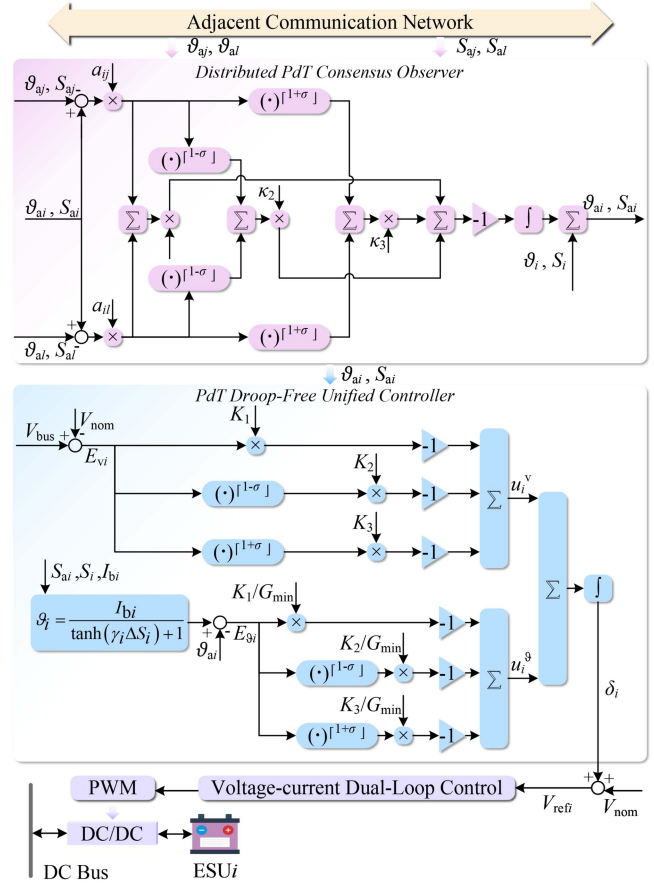 Adjacent Communication Network
ϑaj, ϑal
Saj, Sal
Distributed PdT Consensus Observer
ϑaj, Saj
-
+
aij
×
(·)⌈1+σ⌋
(·)⌈1-σ⌋
κ2
ϑai, Sai
Σ
×
Σ
×
Σ
×
Σ
-1
∫
Σ
ϑai, Sai
κ3
ϑi, Si
(·)⌈1-σ⌋
ail
+
-
×
(·)⌈1+σ⌋
ϑal, Sal
ϑai, Sai
PdT Droop-Free Unified Controller
Vbus
+
-
Vnom
K1
×
-1
Evi
K2
(·)⌈1-σ⌋
×
-1
Σ
uiv
K3
(·)⌈1+σ⌋
×
-1
Sai ,Si ,Ibi
Σ
∫
K1/Gmin
ϑi = Ibi / tanh(γiΔSi)+1
+
-
ϑai
Eϑi
×
-1
K2/Gmin
(·)⌈1-σ⌋
×
-1
Σ
uiϑ
K3/Gmin
(·)⌈1+σ⌋
×
-1
δi
PWM
Voltage-current Dual-Loop Control
+
+
Vrefi
Vnom
DC/DC
DC Bus
ESUi